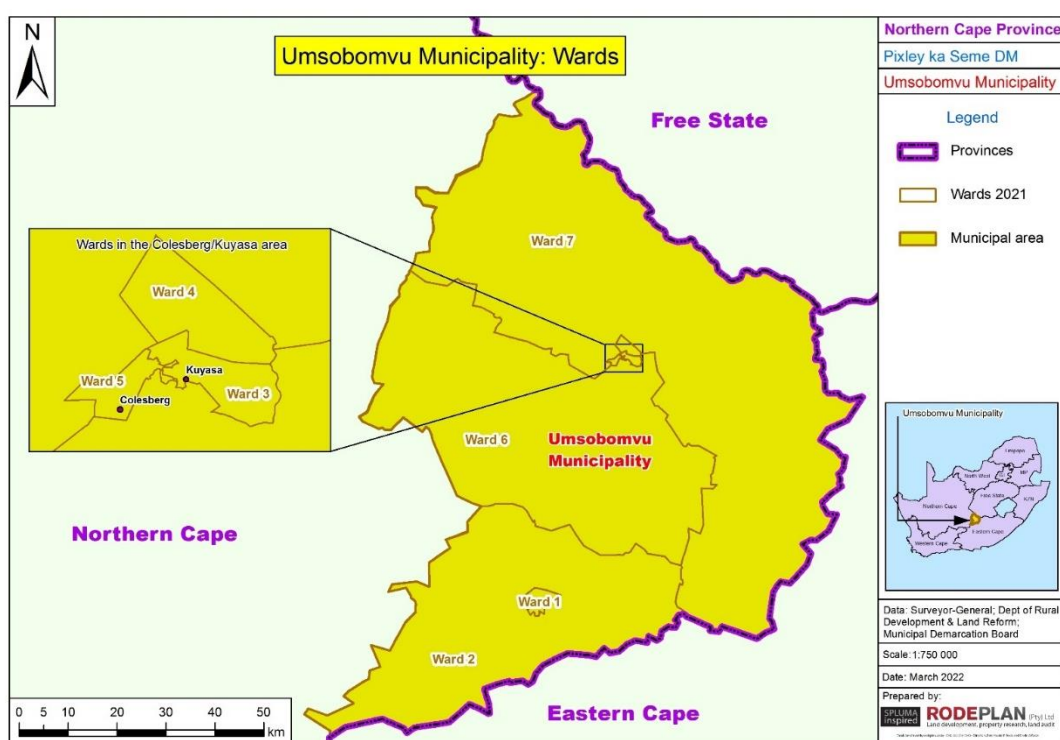 N
Umsobomvu Municipality: Wards
Free State
Ward 7
Wards in the Colesberg/Kuyasa area
Ward 4
Kuyasa
Ward 5
Ward 3
Colesberg
Ward 6
Umsobomvu
Municipality
Northern Cape
Ward 1
Ward 2
Eastern Cape
0 5 10 20 30 40 50
km
Northern Cape Province
Pixley ka Seme DM
Umsobomvu Municipality
Legend
Provinces
Wards 2021
Municipal area
Umsobomvu Municipality
Limpopo
North West
MP
Free State
KZN
Northern Cape
Eastern Cape
Western Cape
Data: Surveyor-General; Dept of Rural
Development & Land Reform;
Municipal Demarcation Board
Scale: 1:750 000
Date: March 2022
Prepared by:
SPLUMA
inspired
RODEPLAN (Pty) Ltd
Land development, property research, land audit